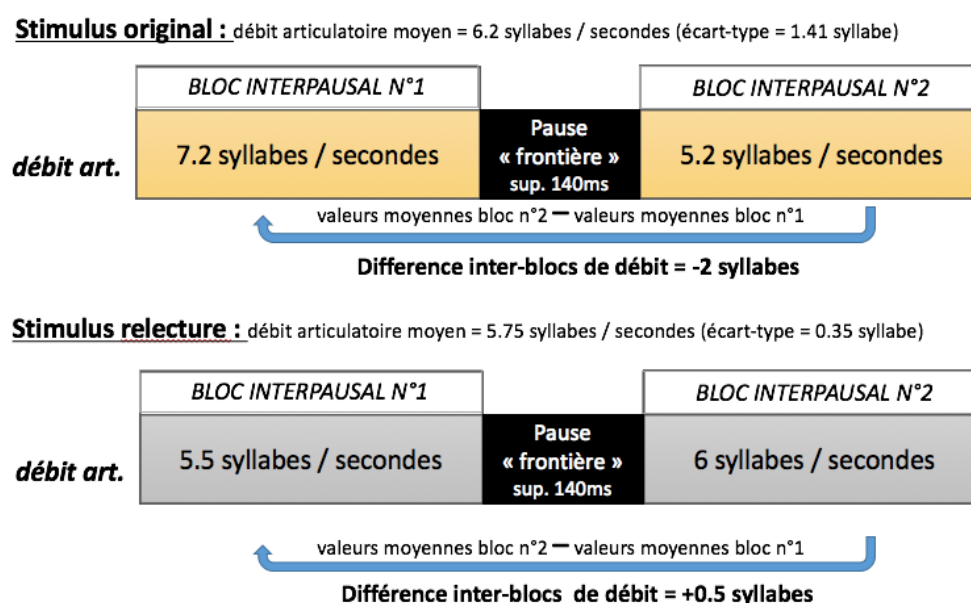 Stimulus original : débit articulatoire moyen = 6.2 syllabes / secondes (écart-type = 1.41 syllabe)
BLOC INTERPAUSAL N°1
BLOC INTERPAUSAL N°2
débit art.
7.2 syllabes / secondes
Pause
« frontière »
sup. 140ms
5.2 syllabes / secondes
valeurs moyennes bloc n°2 – valeurs moyennes bloc n°1
Difference inter-blocs de débit = -2 syllabes
Stimulus relecture : débit articulatoire moyen = 5.75 syllabes / secondes (écart-type = 0.35 syllabe)
BLOC INTERPAUSAL N°1
BLOC INTERPAUSAL N°2
débit art.
5.5 syllabes / secondes
Pause
« frontière »
sup. 140ms
6 syllabes / secondes
valeurs moyennes bloc n°2 – valeurs moyennes bloc n°1
Différence inter-blocs de débit = +0.5 syllabes